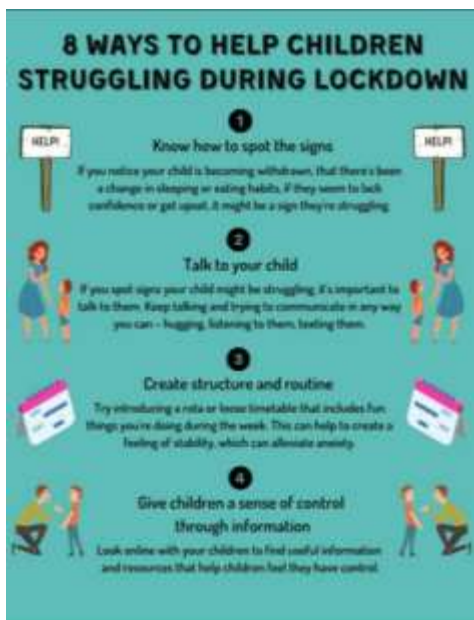 8 WAYS TO HELP CHILDREN
STRUGGLING DURING LOCKDOWN
1
HELP!
HELP!
Know how to spot the signs
If you notice your child is becoming withdrawn, that there's been
a change in sleeping or eating habits, if they seem to lack
confidence or get upset, it might be a sign they're struggling.
2
Talk to your child
If you spot signs your child might be struggling, it's important to
talk to them. Keep talking and trying to communicate in any way
you can – hugging, listening to them, texting them.
3
Create structure and routine
Try introducing a rota or loose timetable that includes fun
things you're doing during the week. This can help to create a
feeling of stability, which can alleviate anxiety.
4
Give children a sense of control
through information
Look online with your children to find useful information
and resources that help children feel they have control.